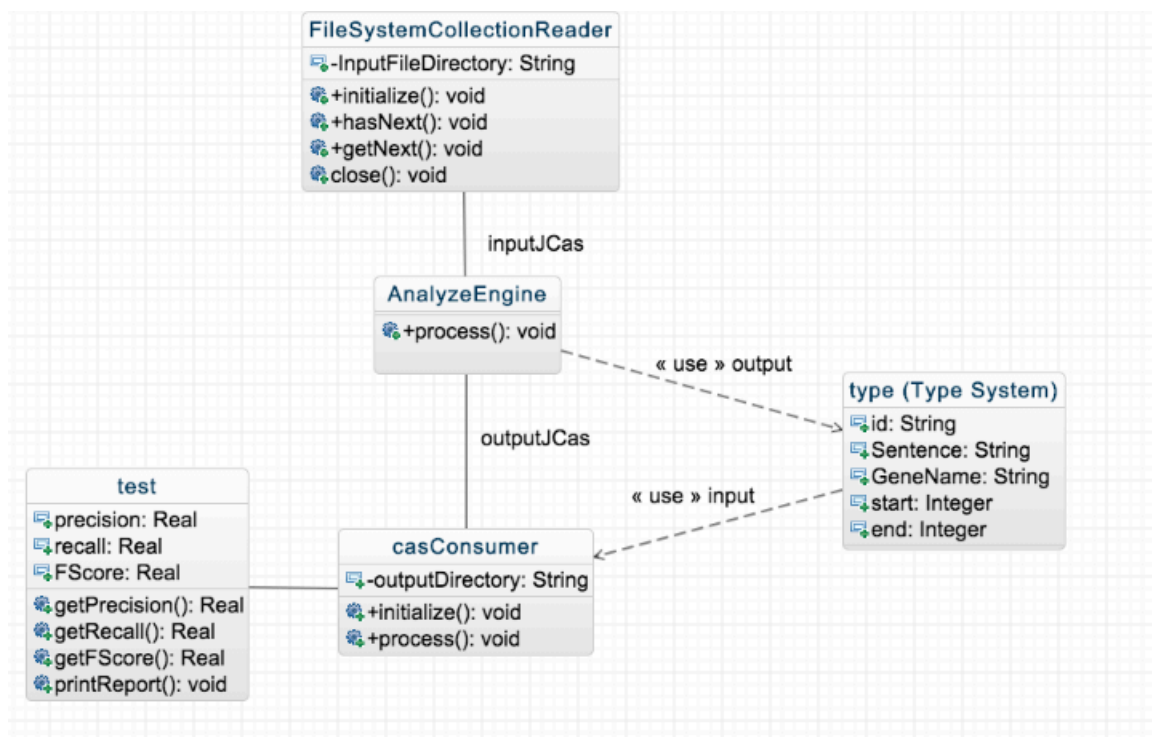 FileSystemCollectionReader
-InputFileDirectory: String
+initialize(): void
+hasNext(): void
+getNext(): void
close(): void
inputJCas
AnalyzeEngine
+process(): void
« use » output
type (Type System)
id: String
Sentence: String
GeneName: String
start: Integer
end: Integer
outputJCas
« use » input
test
precision: Real
recall: Real
FScore: Real
getPrecision(): Real
getRecall(): Real
getFScore(): Real
printReport(): void
casConsumer
-outputDirectory: String
+initialize(): void
+process(): void